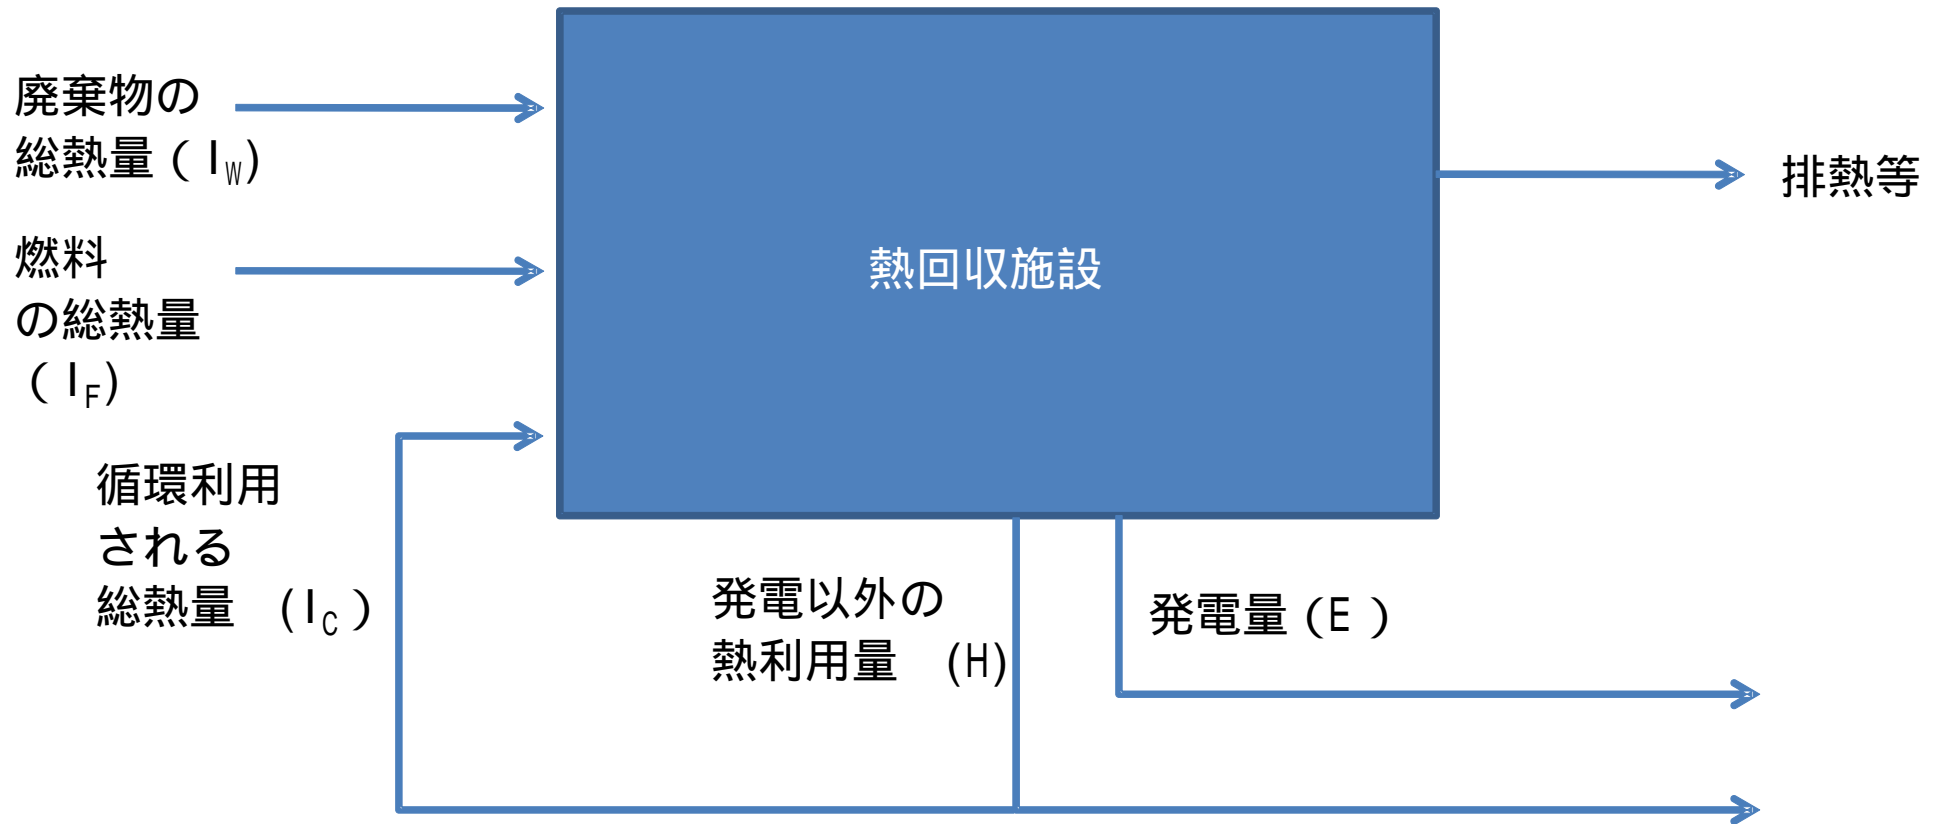 廃棄物の
総熱量(I_W)
燃料
の総熱量
(I_F)
循環利用
される
総熱量 (I_C)
熱回収施設
発電以外の
熱利用量 (H)
発電量(E )
排熱等